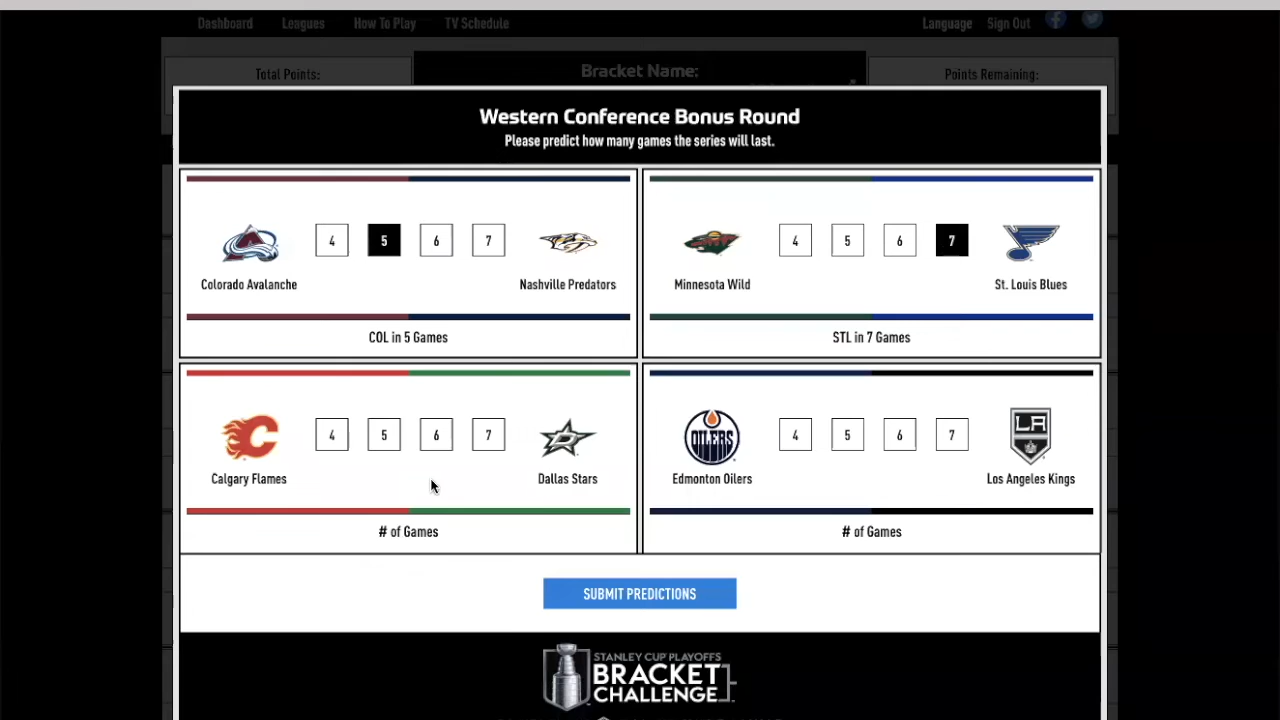 Dashboard Leagues How To Play TV Schedule Language Sign Out
Total Points: Bracket Name: Points Remaining:
Western Conference Bonus Round
Please predict how many games the series will last.
4 5 6 7
Colorado Avalanche Nashville Predators
COL in 5 Games
4 5 6 7
Minnesota Wild St. Louis Blues
STL in 7 Games
4 5 6 7
Calgary Flames Dallas Stars
# of Games
OILERS 4 5 6 7 LA
Edmonton Oilers Los Angeles Kings
# of Games
SUBMIT PREDICTIONS
STANLEY CUP PLAYOFFS
BRACKET
CHALLENGE